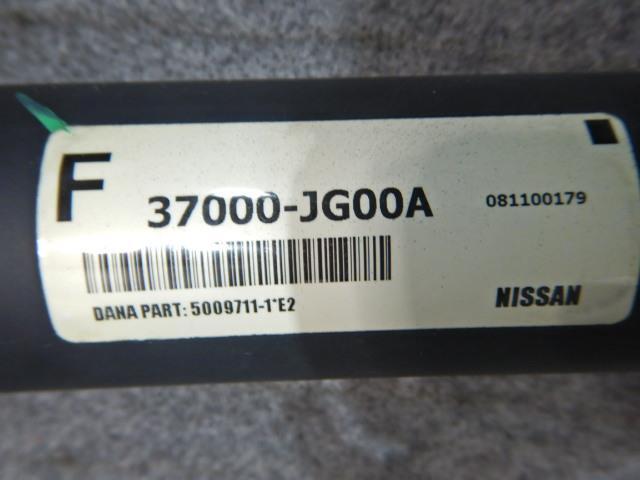 F
37000-JG00A
081100179
DANA PART: 5009711-1*E2
NISSAN